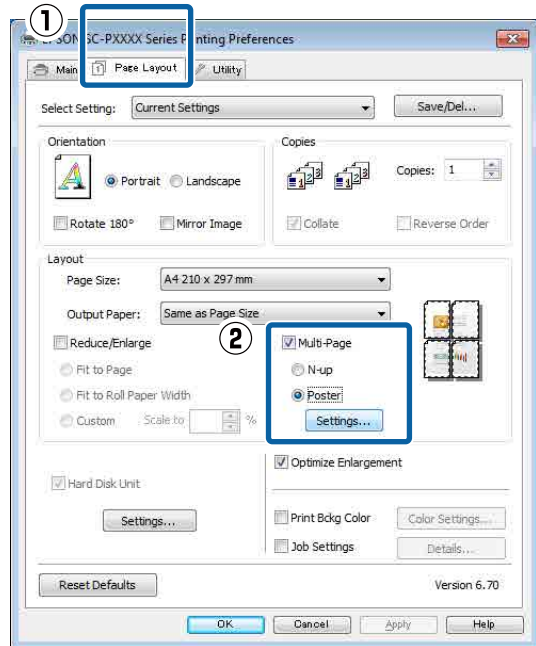 ①
EPSON SC-PXXXX Series Printing Preferences
Main Page Layout Utility
Select Setting: Current Settings Save/Del...
Orientation
Portrait Landscape
Rotate 180° Mirror Image
Copies
Copies: 1
Collate Reverse Order
Layout
Page Size: A4 210 x 297 mm
Output Paper: Same as Page Size
②
Reduce/Enlarge
Fit to Page
Fit to Roll Paper Width
Custom Scale to %
Multi-Page
N-up
Poster
Settings...
Optimize Enlargement
Hard Disk Unit
Settings...
Print Bckg Color Color Settings...
Job Settings Details...
Reset Defaults Version 6.70
OK Cancel Apply Help